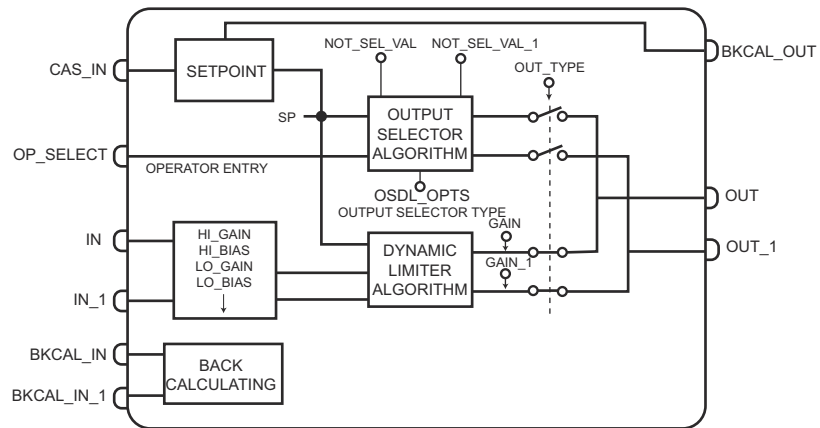 NOT_SEL_VAL
NOT_SEL_VAL_1
BKCAL_OUT
CAS_IN
SETPOINT
OUT_TYPE
SP
OUTPUT
SELECTOR
ALGORITHM
OP_SELECT
OPERATOR ENTRY
OSDL_OPTS
OUTPUT SELECTOR TYPE
OUT
IN
HI_GAIN
HI_BIAS
LO_GAIN
LO_BIAS
GAIN
DYNAMIC
LIMITER
ALGORITHM
GAIN_1
OUT_1
IN_1
BKCAL_IN
BACK
CALCULATING
BKCAL_IN_1